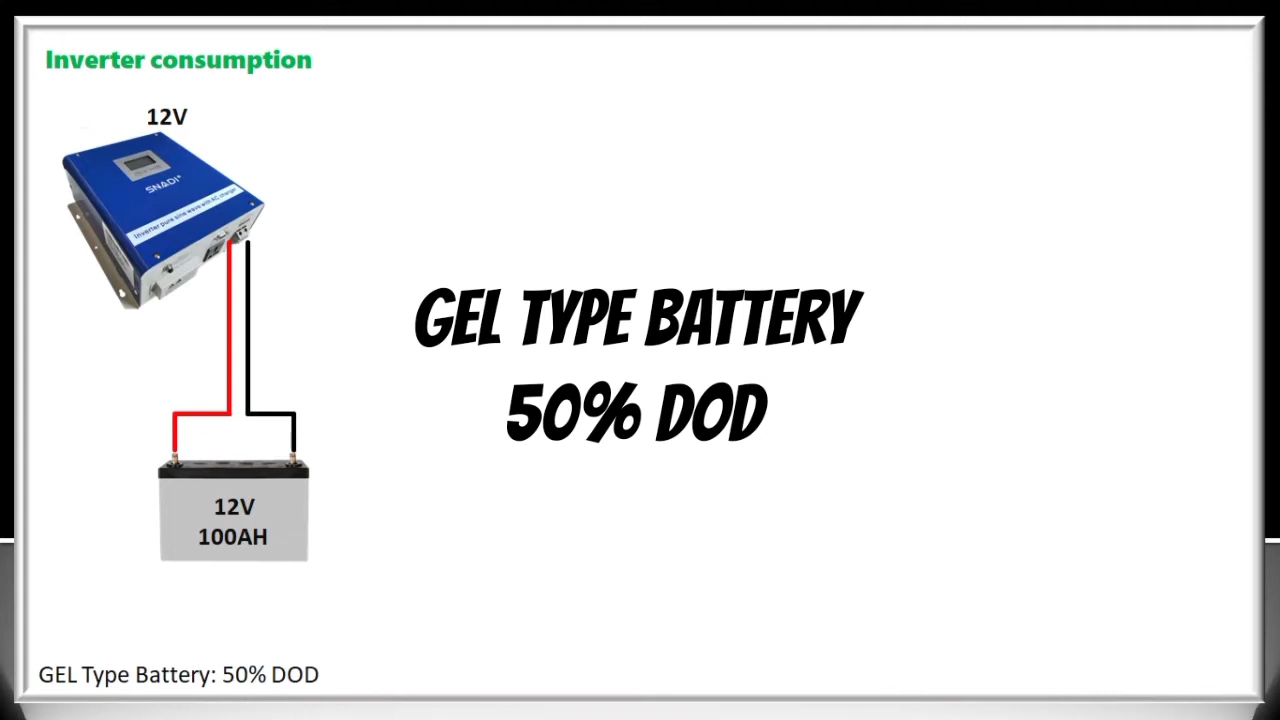 Inverter consumption
12V
SNADI+
Inverter pure sine wave with AC charger
GEL TYPE BATTERY
50% DOD
12V
100AH
GEL Type Battery: 50% DOD